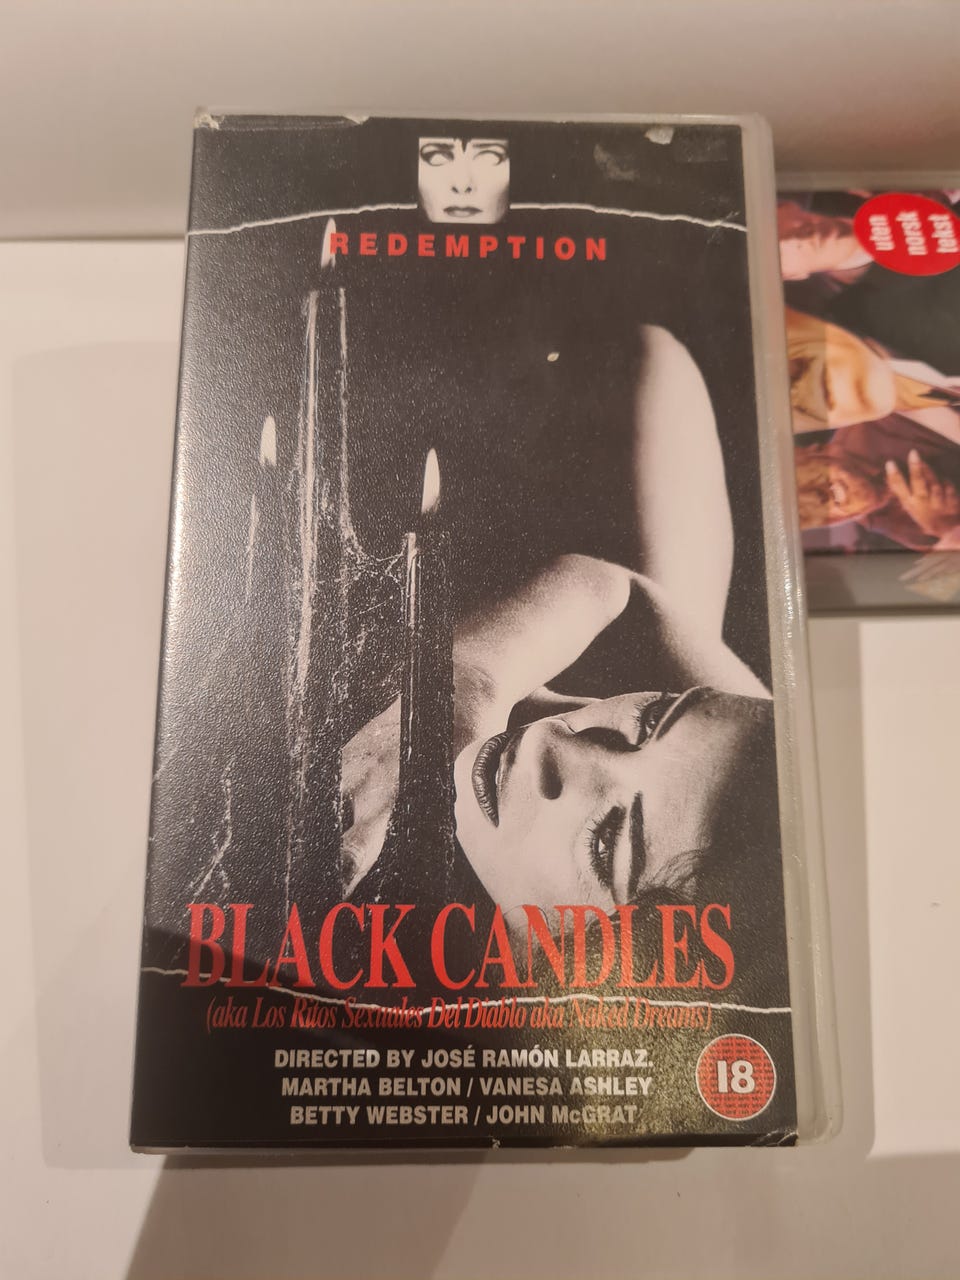 REDEMPTION
BLACK CANDLES
(aka Los Ritos Sexuales Del Diablo aka Naked Dreams)
DIRECTED BY JOSÉ RAMÓN LARRAZ.
MARTHA BELTON / VANESA ASHLEY
BETTY WEBSTER / JOHN McGRAT
18
uten
norsk
tekst